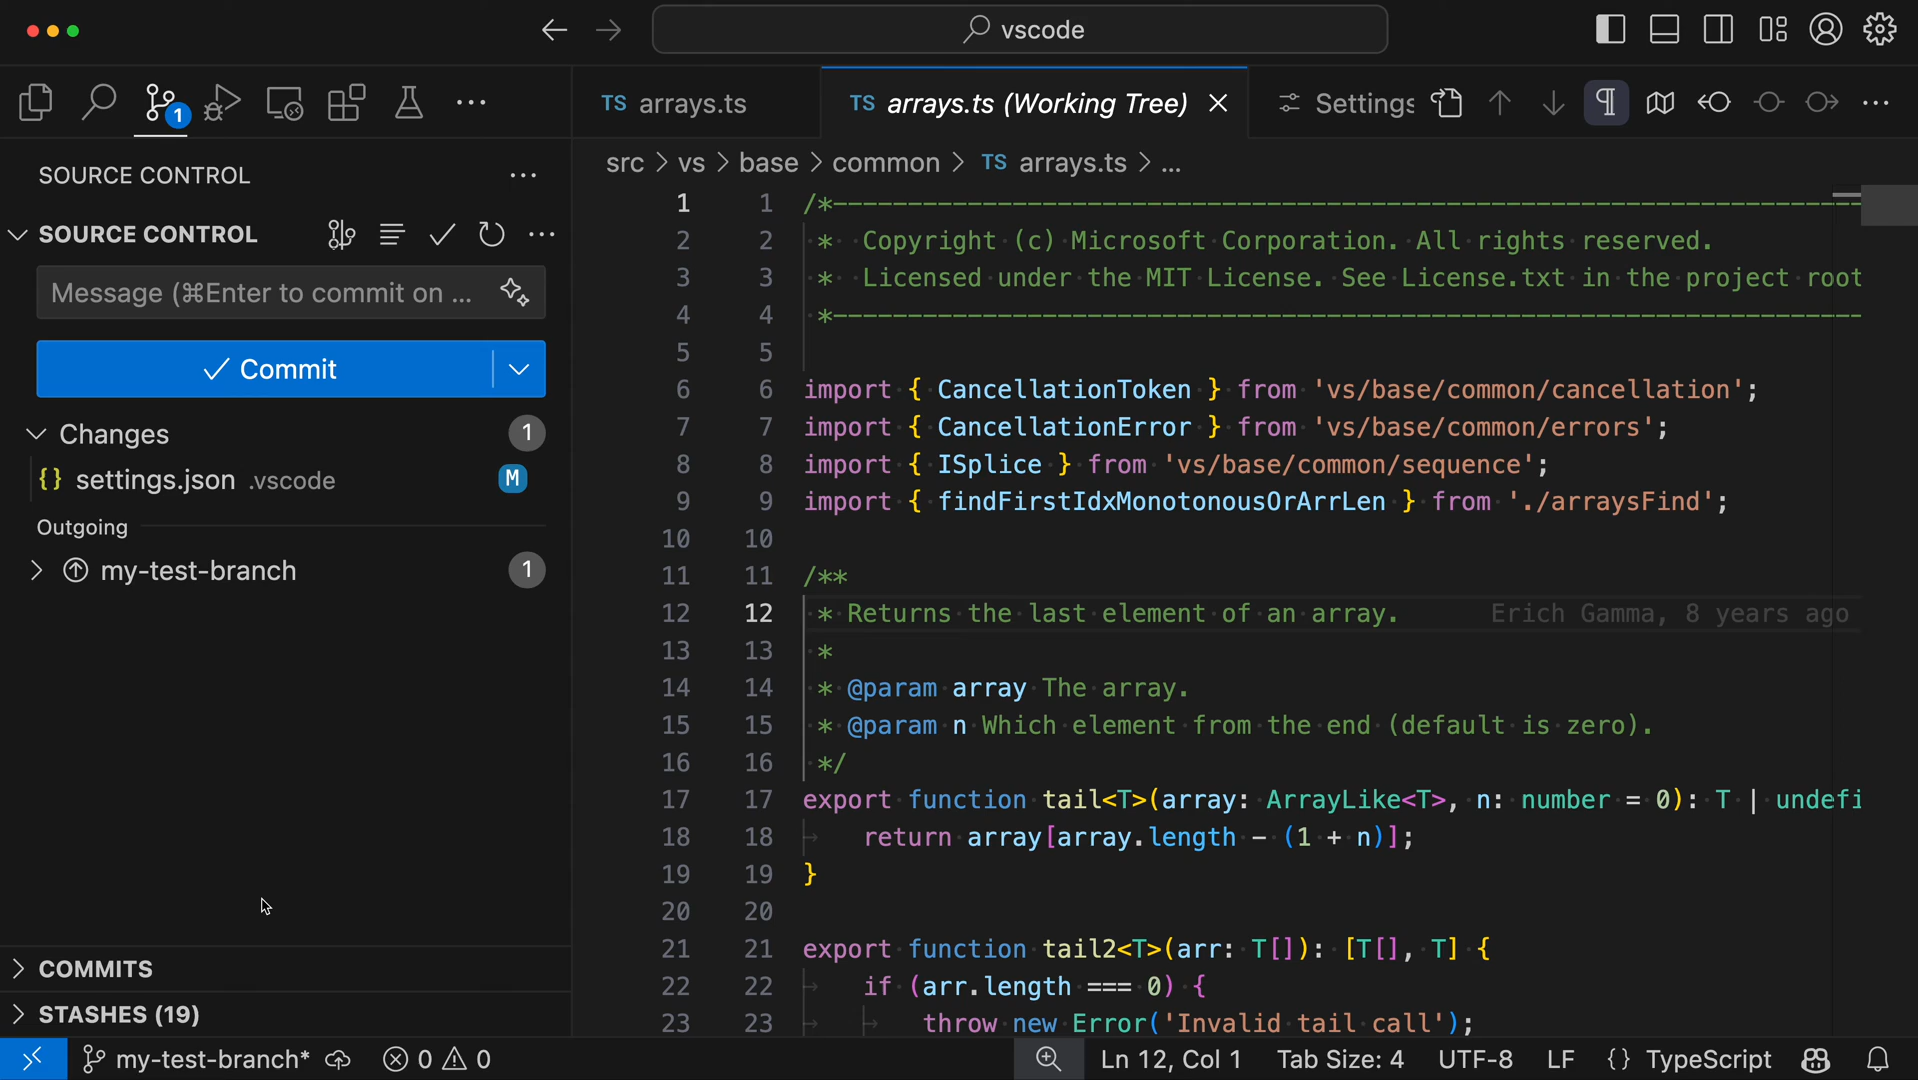 vscode
1
TS arrays.ts
TS arrays.ts (Working Tree)
Settings
SOURCE CONTROL
src > vs > base > common > TS arrays.ts > ...
SOURCE CONTROL
Message (⌘Enter to commit on ...
Commit
Changes 1
{} settings.json .vscode M
Outgoing
my-test-branch 1
COMMITS
STASHES (19)
1 1 /*---------------------------------------------------------------------
2 2 *  Copyright (c) Microsoft Corporation. All rights reserved.
3 3 *  Licensed under the MIT License. See License.txt in the project root
4 4 *---------------------------------------------------------------------
5 5
6 6 import { CancellationToken } from 'vs/base/common/cancellation';
7 7 import { CancellationError } from 'vs/base/common/errors';
8 8 import { ISplice } from 'vs/base/common/sequence';
9 9 import { findFirstIdxMonotonousOrArrLen } from './arraysFind';
10 10
11 11 /**
12 12 * Returns the last element of an array. Erich Gamma, 8 years ago
13 13 *
14 14 * @param array The array.
15 15 * @param n Which element from the end (default is zero).
16 16 */
17 17 export function tail<T>(array: ArrayLike<T>, n: number = 0): T | undefi
18 18 return array[array.length - (1 + n)];
19 19 }
20 20
21 21 export function tail2<T>(arr: T[]): [T[], T] {
22 22 if (arr.length === 0) {
23 23 throw new Error('Invalid tail call');
my-test-branch* 0 0 Ln 12, Col 1 Tab Size: 4 UTF-8 LF {} TypeScript